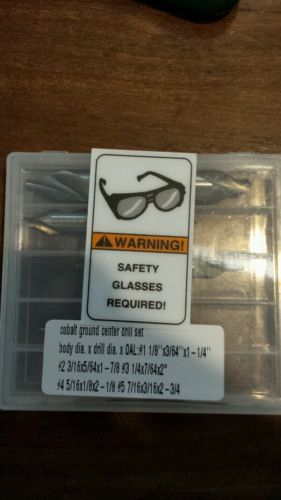 WARNING!
SAFETY
GLASSES
REQUIRED!
cobalt ground center drill set
body dia. x drill dia. x OAL:#1 1/8"x3/64"x1-1/4"
#2 3/16x5/64x1-7/8 #3 1/4x7/64x2"
#4 5/16x1/8x2-1/8 #5 7/16x3/16x2-3/4